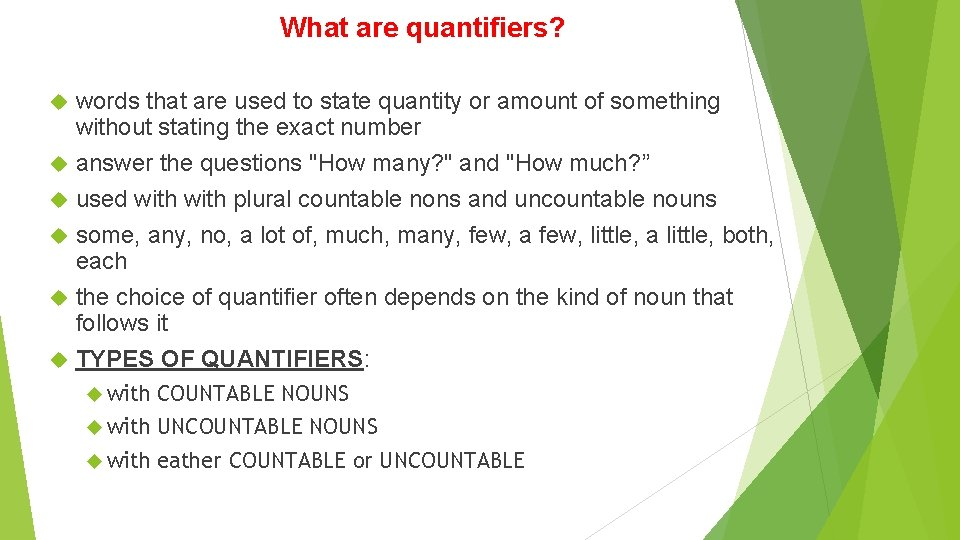 What are quantifiers?
words that are used to state quantity or amount of something
without stating the exact number
answer the questions "How many? " and "How much? ”
used with with plural countable nons and uncountable nouns
some, any, no, a lot of, much, many, few, a few, little, a little, both,
each
the choice of quantifier often depends on the kind of noun that
follows it
TYPES OF QUANTIFIERS:
with COUNTABLE NOUNS
with UNCOUNTABLE NOUNS
with eather COUNTABLE or UNCOUNTABLE